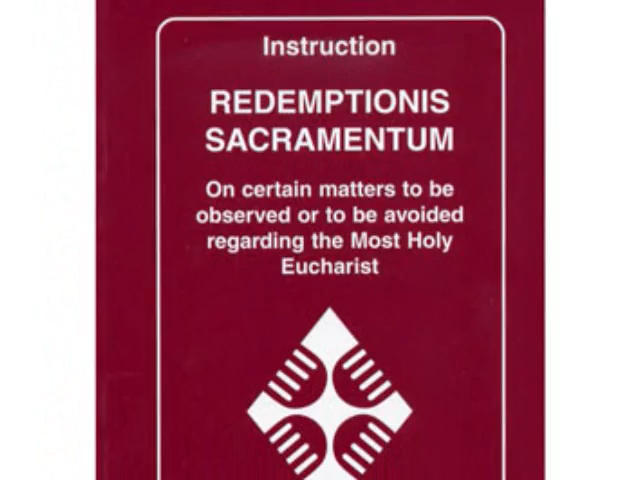 Instruction
REDEMPTIONIS
SACRAMENTUM
On certain matters to be
observed or to be avoided
regarding the Most Holy
Eucharist